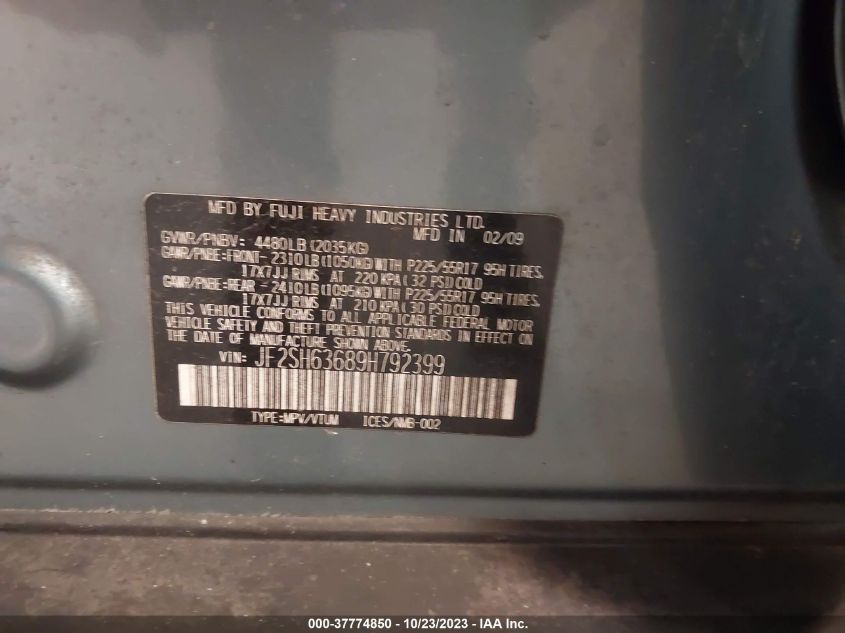 MFD BY FUJI HEAVY INDUSTRIES LTD.
MFD IN 02/09
GVWR/PNBV: 4480LB(2035KG)
GAWR/PNBE:FRONT- 2310LB(1050KG)WITH P225/55R17 95H TIRES.
17X7JJ RIMS AT 220 KPA( 32 PSI)COLD
GAWR/PNBE-REAR - 2410LB(1095KG)WITH P225/55R17 95H TIRES.
17X7JJ RIMS AT 210 KPA( 30 PSI)COLD
THIS VEHICLE CONFORMS TO ALL APPLICABLE FEDERAL MOTOR
VEHICLE SAFETY AND THEFT PREVENTION STANDARDS IN EFFECT ON
THE DATE OF MANUFACTURE SHOWN ABOVE.
VIN: JF2SH63689H792399
TYPE:MPV/VTUM ICES/NMB-002
000-37774850 - 10/23/2023 - IAA Inc.